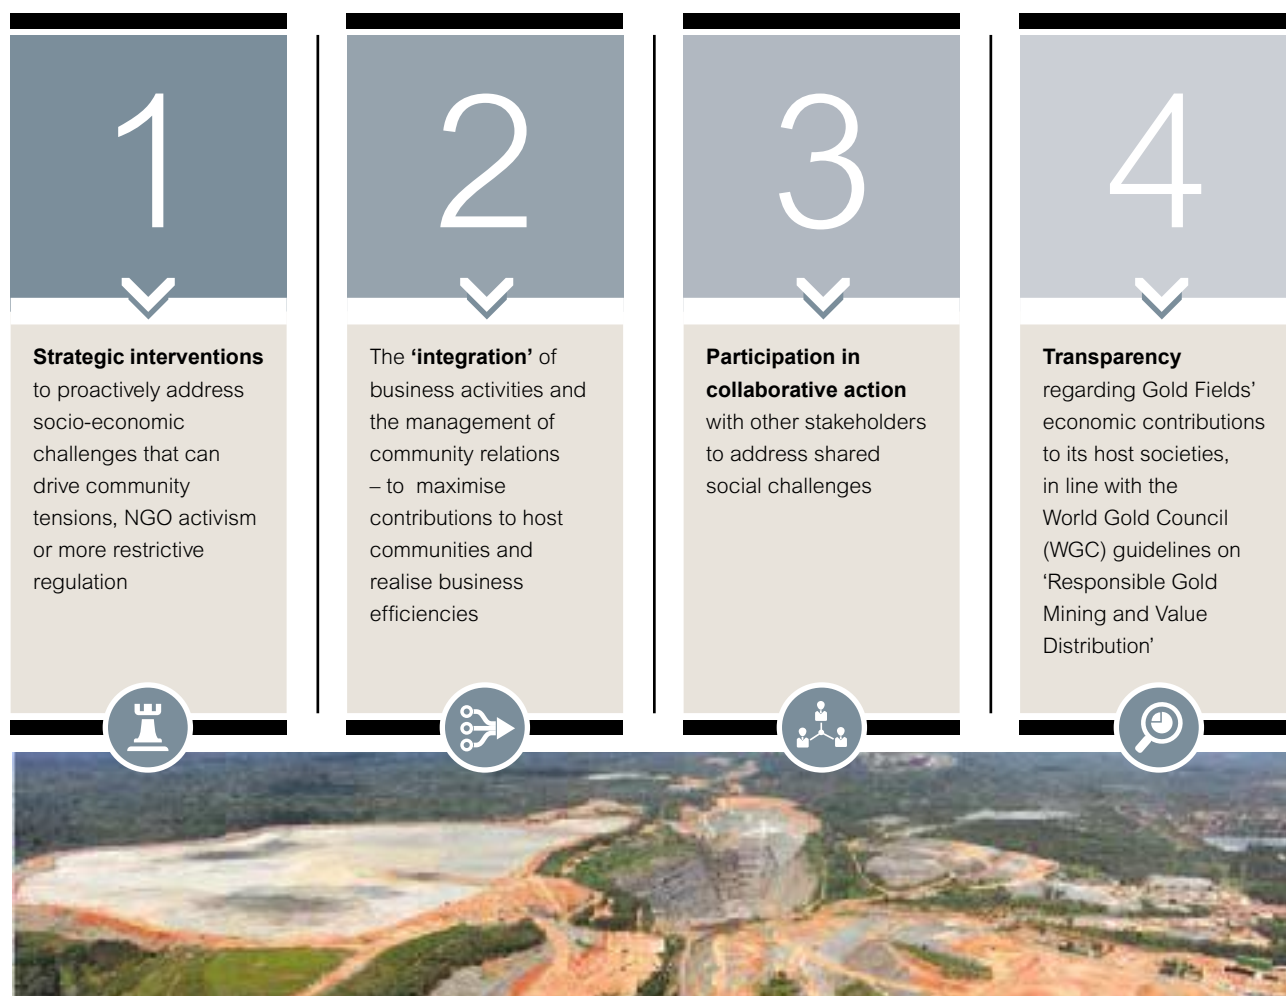 1
Strategic interventions
to proactively address
socio-economic
challenges that can
drive community
tensions, NGO activism
or more restrictive
regulation
2
The ‘integration’ of
business activities and
the management of
community relations
– to maximise
contributions to host
communities and
realise business
efficiencies
3
Participation in
collaborative action
with other stakeholders
to address shared
social challenges
4
Transparency
regarding Gold Fields’
economic contributions
to its host societies,
in line with the
World Gold Council
(WGC) guidelines on
‘Responsible Gold
Mining and Value
Distribution’